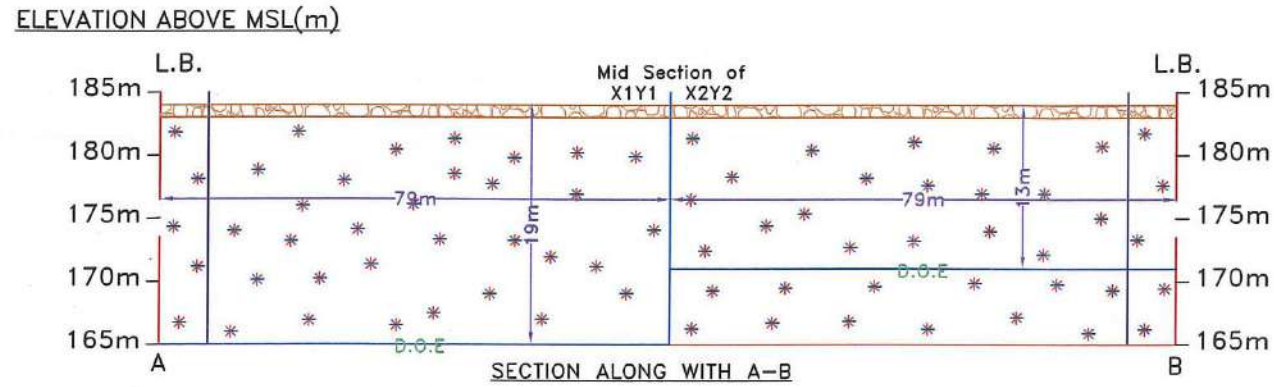 ELEVATION ABOVE MSL(m)
L.B.
Mid Section of
X1Y1 X2Y2
L.B.
185m
185m
180m
180m
79m
79m
13m
175m
19m
175m
170m
D.O.E
170m
165m
D.O.E
165m
A
SECTION ALONG WITH A-B
B